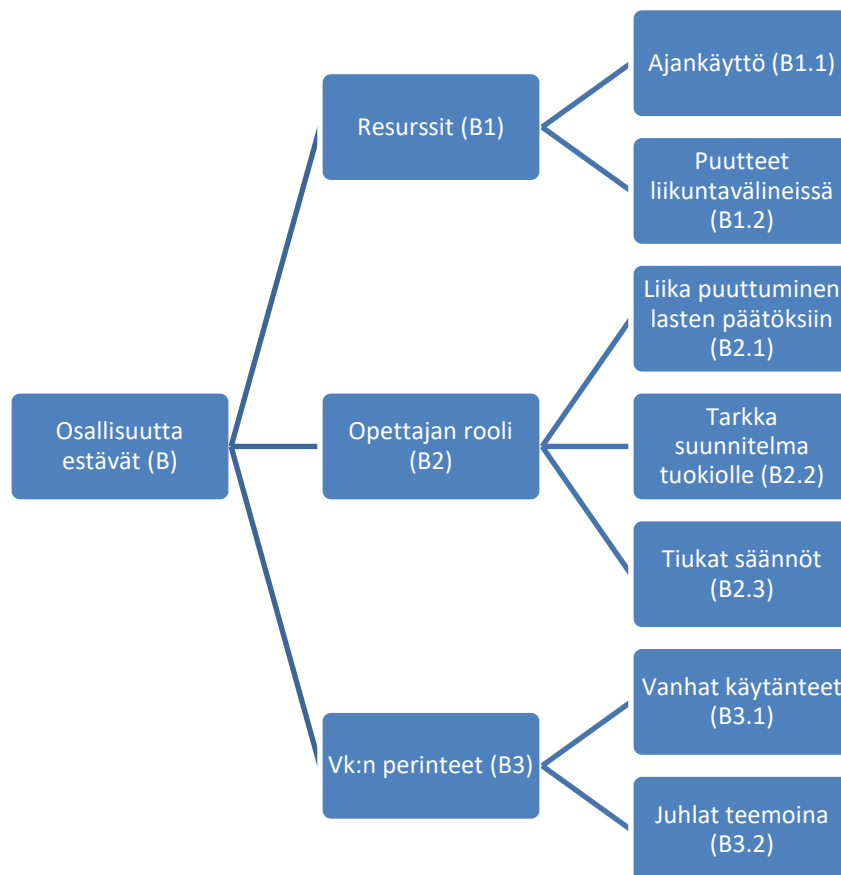 Osallisuutta
estävät (B)
Resurssit (B1)
Ajankäyttö (B1.1)
Puutteet
liikuntavälineissä
(B1.2)
Opettajan rooli
(B2)
Liika puuttuminen
lasten päätöksiin
(B2.1)
Tarkka
suunnitelma
tuokiolle (B2.2)
Tiukat säännöt
(B2.3)
Vk:n perinteet (B3)
Vanhat käytänteet
(B3.1)
Juhlat teemoina
(B3.2)